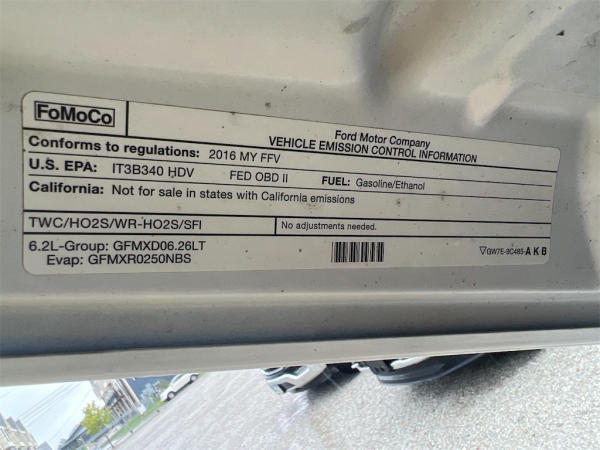 FoMoCo
Ford Motor Company
VEHICLE EMISSION CONTROL INFORMATION
Conforms to regulations: 2016 MY FFV
U.S. EPA: IT3B340 HDV FED OBD II FUEL: Gasoline/Ethanol
California: Not for sale in states with California emissions
TWC/HO2S/WR-HO2S/SFI No adjustments needed.
6.2L-Group: GFMXD06.26LT
Evap: GFMXR0250NBS
GW7E-9C485-AKB